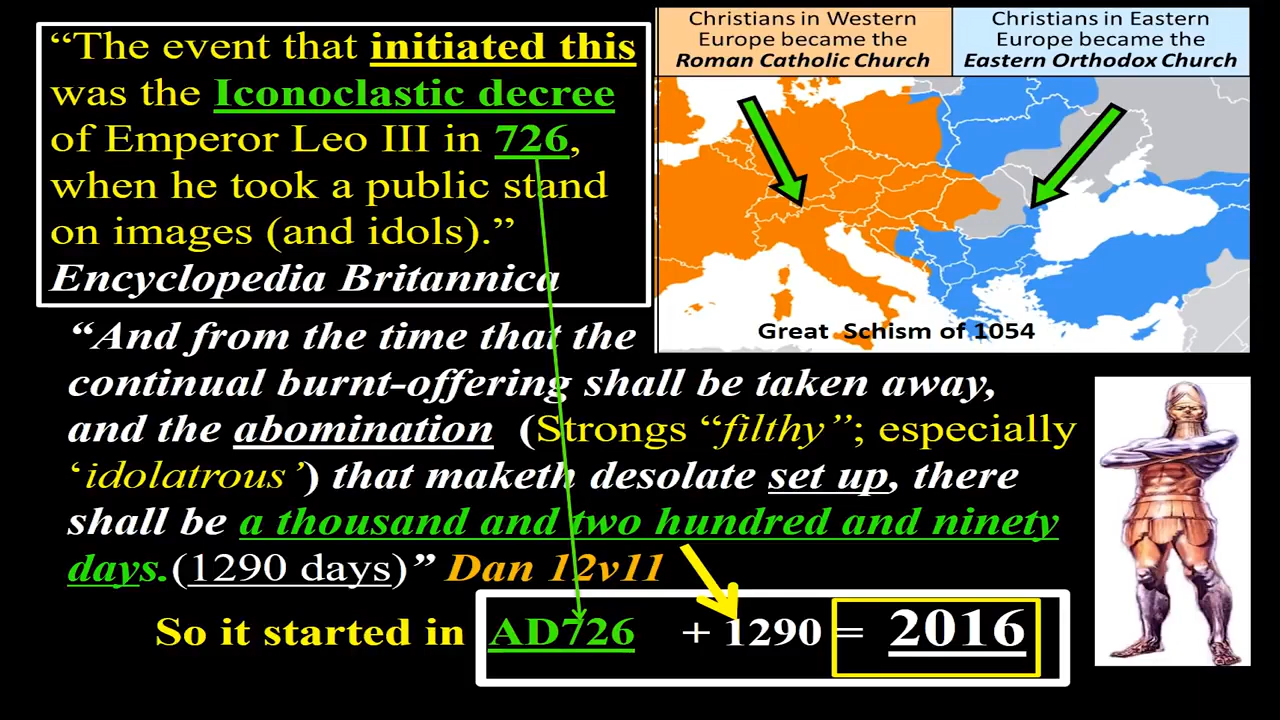 “The event that initiated this
was the Iconoclastic decree
of Emperor Leo III in 726,
when he took a public stand
on images (and idols).”
Encyclopedia Britannica
Christians in Western
Europe became the
Roman Catholic Church
Christians in Eastern
Europe became the
Eastern Orthodox Church
Great Schism of 1054
“And from the time that the
continual burnt-offering shall be taken away,
and the abomination (Strongs “filthy”; especially
‘idolatrous’) that maketh desolate set up, there
shall be a thousand and two hundred and ninety
days.(1290 days)” Dan 12v11
So it started in AD726 + 1290 = 2016